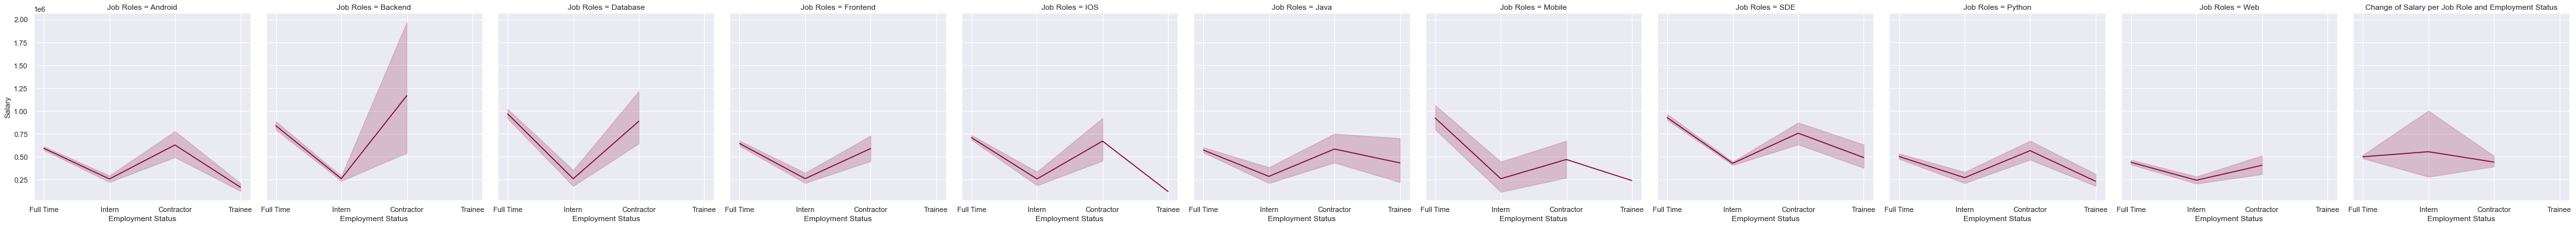 Job Roles = Android
Job Roles = Backend
Job Roles = Database
Job Roles = Frontend
Job Roles = IOS
Job Roles = Java
Job Roles = Mobile
Job Roles = SDE
Job Roles = Python
Job Roles = Web
Change of Salary per Job Role and Employment Status
1e6
2.00
1.75
1.50
1.25
1.00
0.75
0.50
0.25
Salary
Full Time Intern Contractor Trainee
Employment Status
Full Time Intern Contractor Trainee
Employment Status
Full Time Intern Contractor Trainee
Employment Status
Full Time Intern Contractor Trainee
Employment Status
Full Time Intern Contractor Trainee
Employment Status
Full Time Intern Contractor Trainee
Employment Status
Full Time Intern Contractor Trainee
Employment Status
Full Time Intern Contractor Trainee
Employment Status
Full Time Intern Contractor Trainee
Employment Status
Full Time Intern Contractor Trainee
Employment Status
Full Time Intern Contractor Trainee
Employment Status